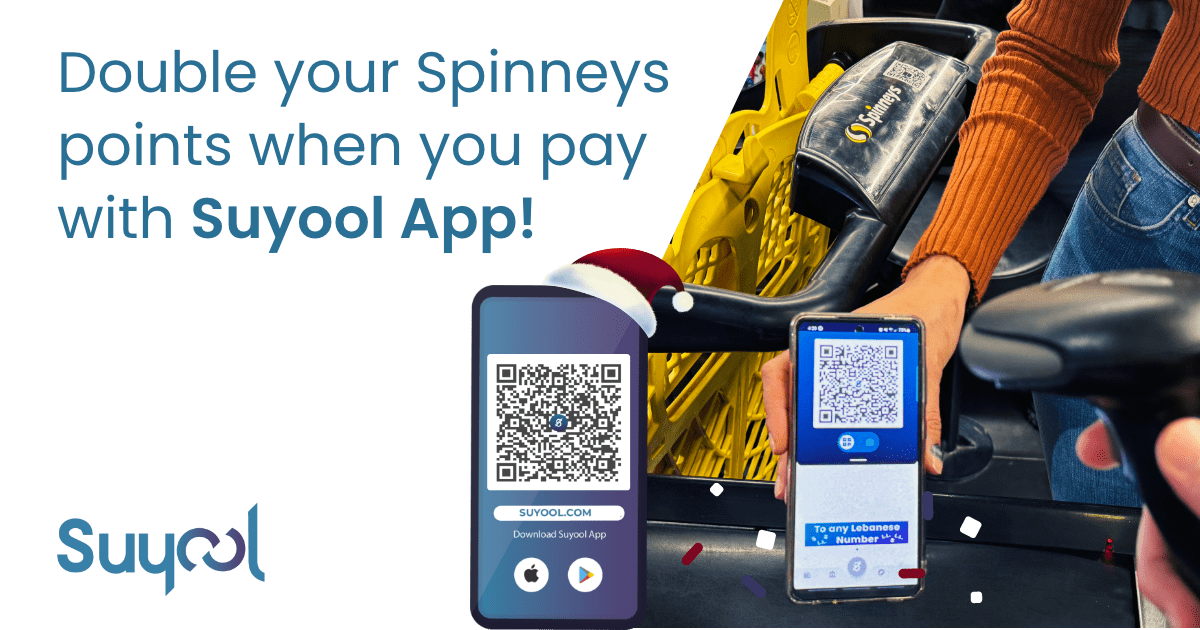 Double your Spinneys
points when you pay
with Suyool App!
Spinneys
SUYOOL.COM
Download Suyool App
To any Lebanese
Number
Suyool